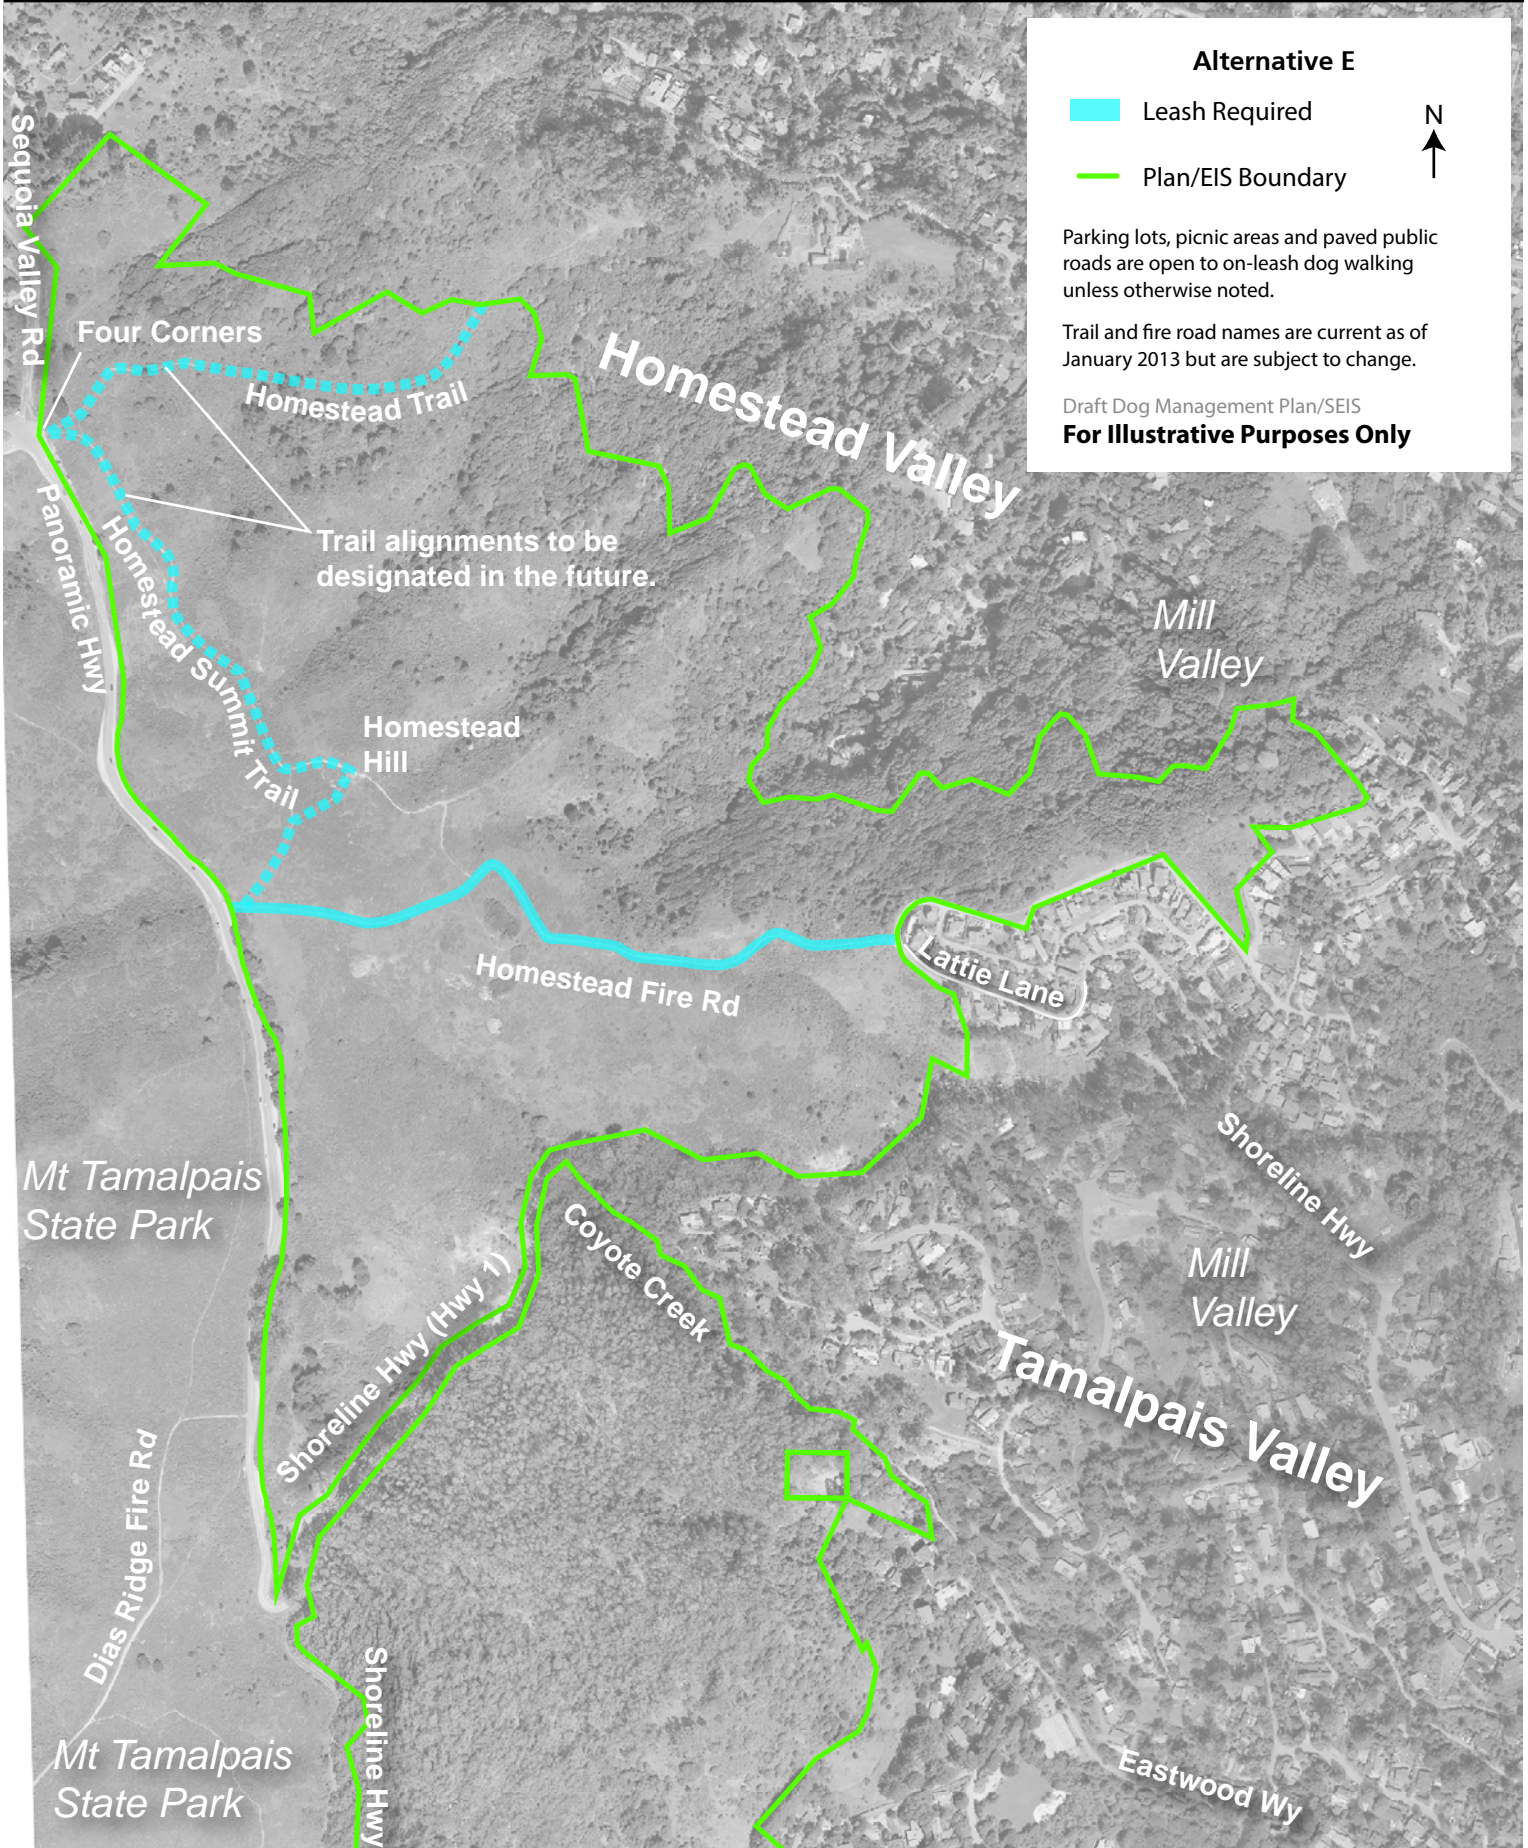 Alternative E
Leash Required
N
Plan/EIS Boundary
Parking lots, picnic areas and paved public
roads are open to on-leash dog walking
unless otherwise noted.
Trail and fire road names are current as of
January 2013 but are subject to change.
Draft Dog Management Plan/SEIS
For Illustrative Purposes Only
Sequoia Valley Rd
Four Corners
Homestead Trail
Homestead Valley
Panoramic Hwy
Homestead Summit Trail
Trail alignments to be
designated in the future.
Mill
Valley
Homestead
Hill
Homestead Fire Rd
Lattie Lane
Shoreline Hwy
Mt Tamalpais
State Park
Coyote Creek
Shoreline Hwy (Hwy 1)
Mill
Valley
Tamalpais Valley
Dias Ridge Fire Rd
Shoreline Hwy
Mt Tamalpais
State Park
Eastwood Wy